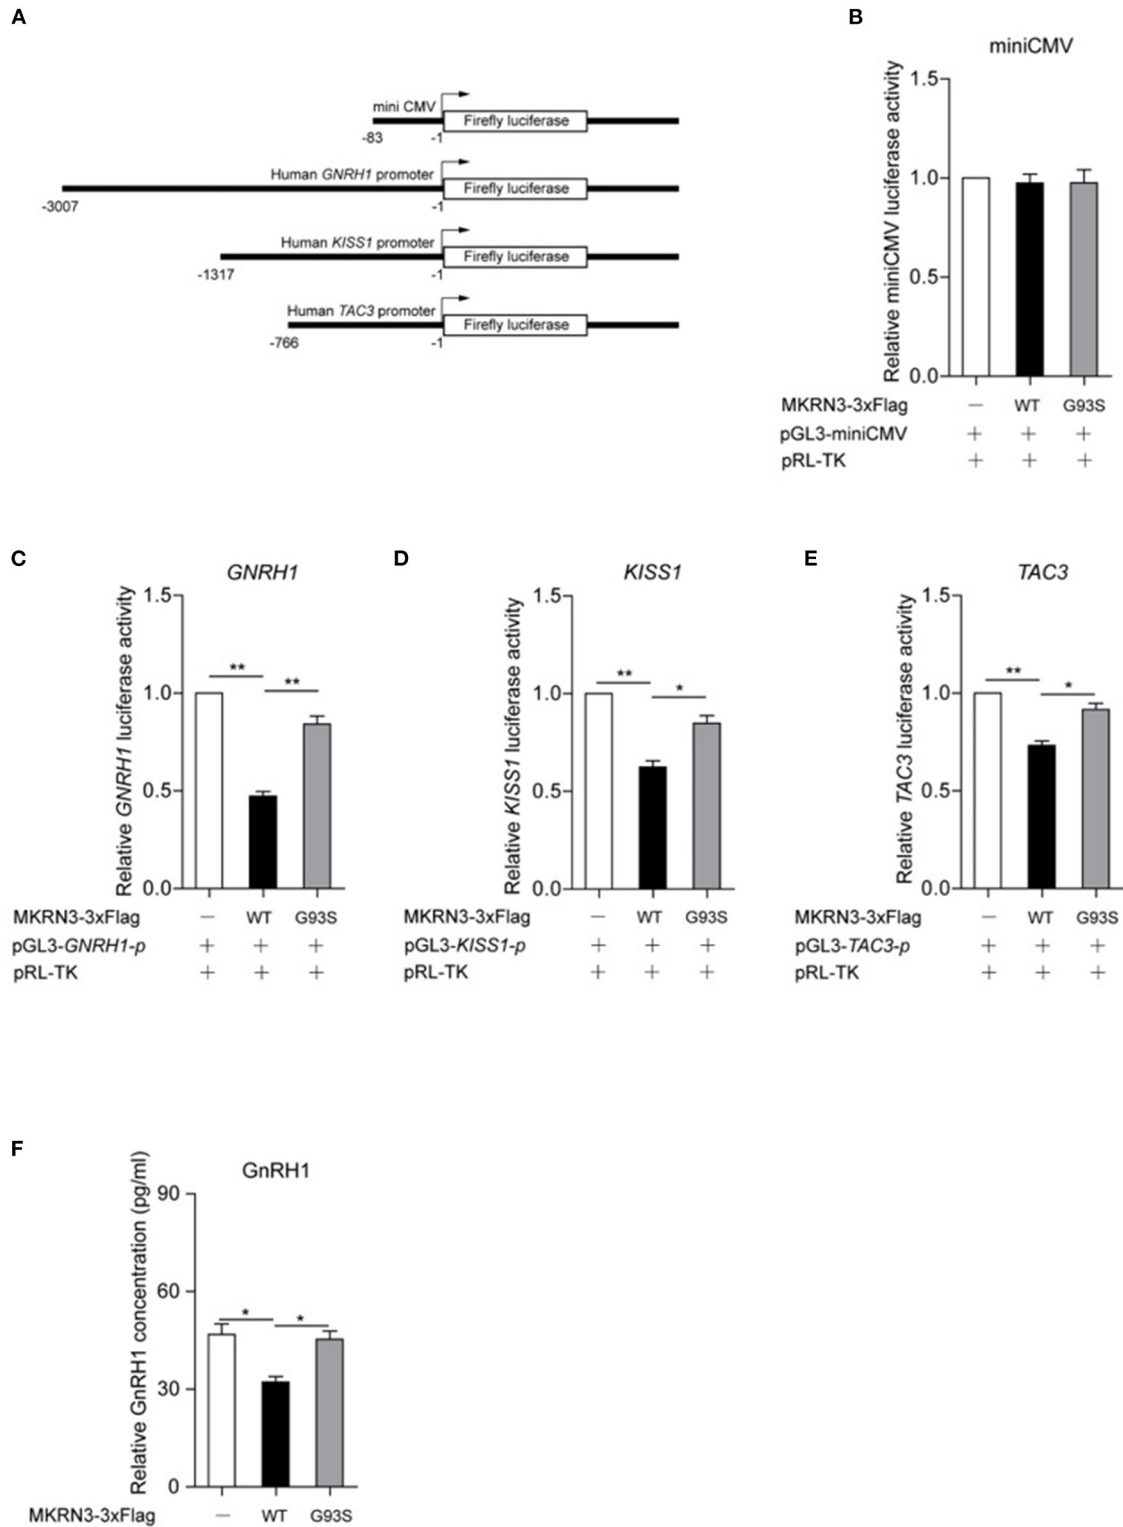 A
mini CMV
Firefly luciferase
-83 -1
Human GNRH1 promoter
Firefly luciferase
-3007 -1
Human KISS1 promoter
Firefly luciferase
-1317 -1
Human TAC3 promoter
Firefly luciferase
-766 -1
B
miniCMV
Relative miniCMV luciferase activity
1.5
1.0
0.5
0.0
MKRN3-3xFlag — WT G93S
pGL3-miniCMV + + +
pRL-TK + + +
C
GNRH1
Relative GNRH1 luciferase activity
1.5
1.0
0.5
0.0
** **
MKRN3-3xFlag — WT G93S
pGL3-GNRH1-p + + +
pRL-TK + + +
D
KISS1
Relative KISS1 luciferase activity
1.5
1.0
0.5
0.0
** *
MKRN3-3xFlag — WT G93S
pGL3-KISS1-p + + +
pRL-TK + + +
E
TAC3
Relative TAC3 luciferase activity
1.5
1.0
0.5
0.0
** *
MKRN3-3xFlag — WT G93S
pGL3-TAC3-p + + +
pRL-TK + + +
F
GnRH1
Relative GnRH1 concentration (pg/ml)
90
60
30
0
* *
MKRN3-3xFlag — WT G93S